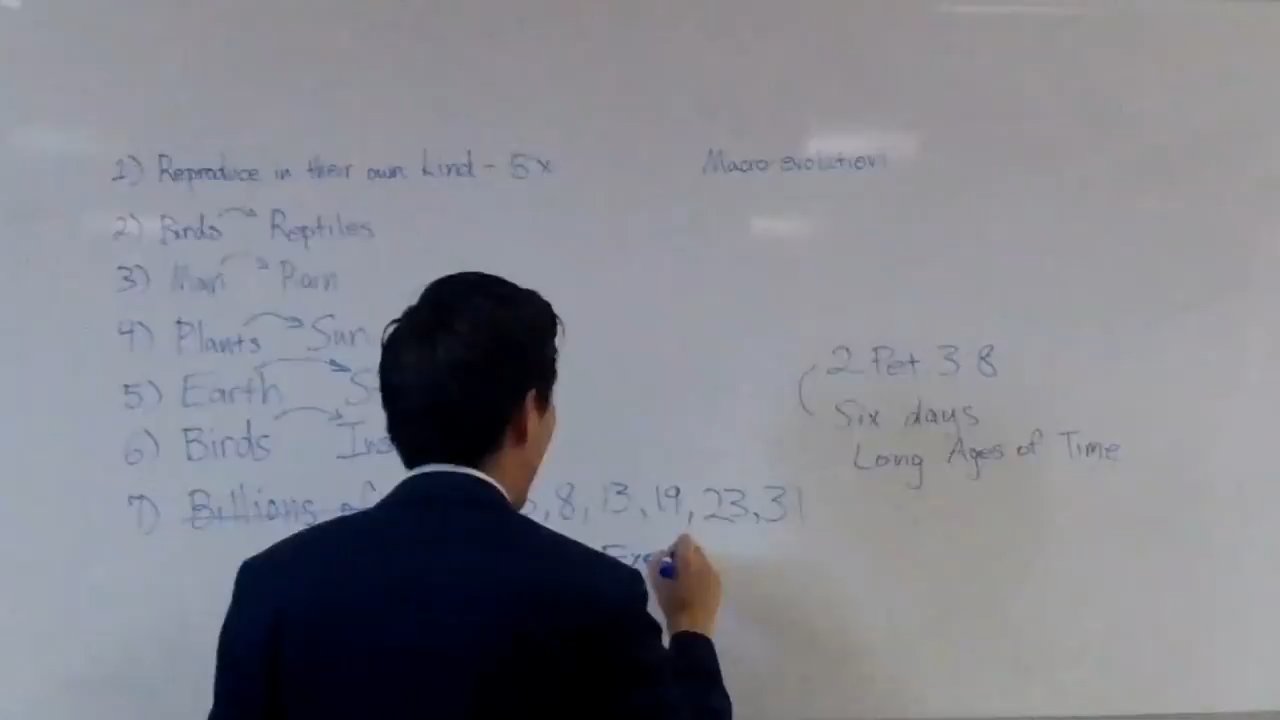 1) Reproduce in their own kind - 5x
Macro evolution
2) Birds Reptiles
3) Man
4) Plants Sun
5) Earth
6) Birds
7) Billions of 8, 13, 19, 23, 31
2 Pet 3 8
Six days
Long Ages of Time